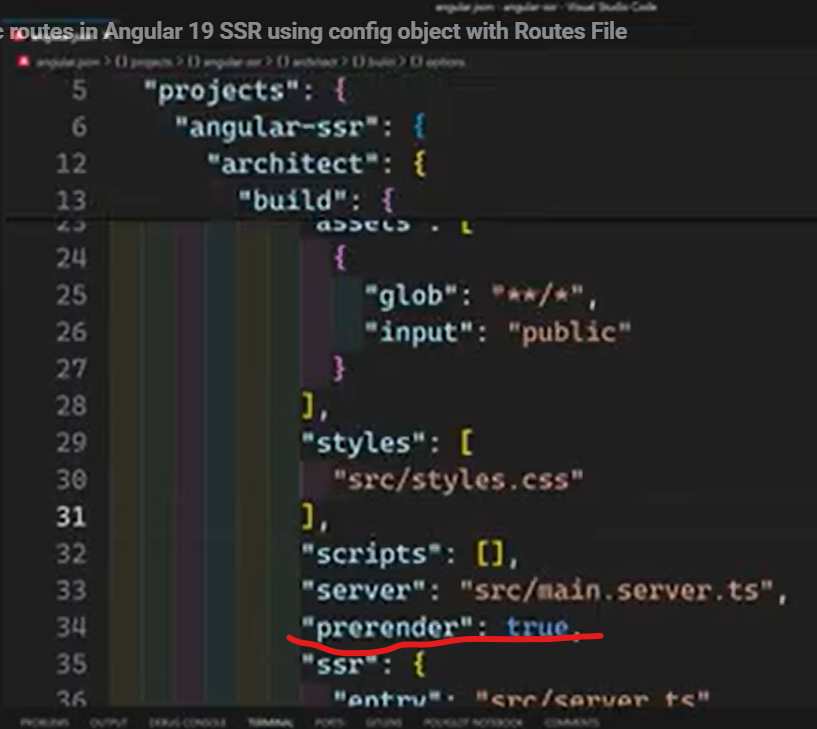 angular.json - angular-ssr - Visual Studio Code
c routes in Angular 19 SSR using config object with Routes File
angular.json > {} projects > {} angular-ssr > {} architect > {} build > {} options
5 "projects": {
6 "angular-ssr": {
12 "architect": {
13 "build": {
23 "assets": [
24 {
25 "glob": "**/*",
26 "input": "public"
27 }
28 ],
29 "styles": [
30 "src/styles.css"
31 ],
32 "scripts": [],
33 "server": "src/main.server.ts",
34 "prerender": true,
35 "ssr": {
36 "entry": "src/server.ts"
PROBLEMS OUTPUT DEBUG CONSOLE TERMINAL PORTS GITLENS POLYGLOT NOTEBOOK COMMENTS